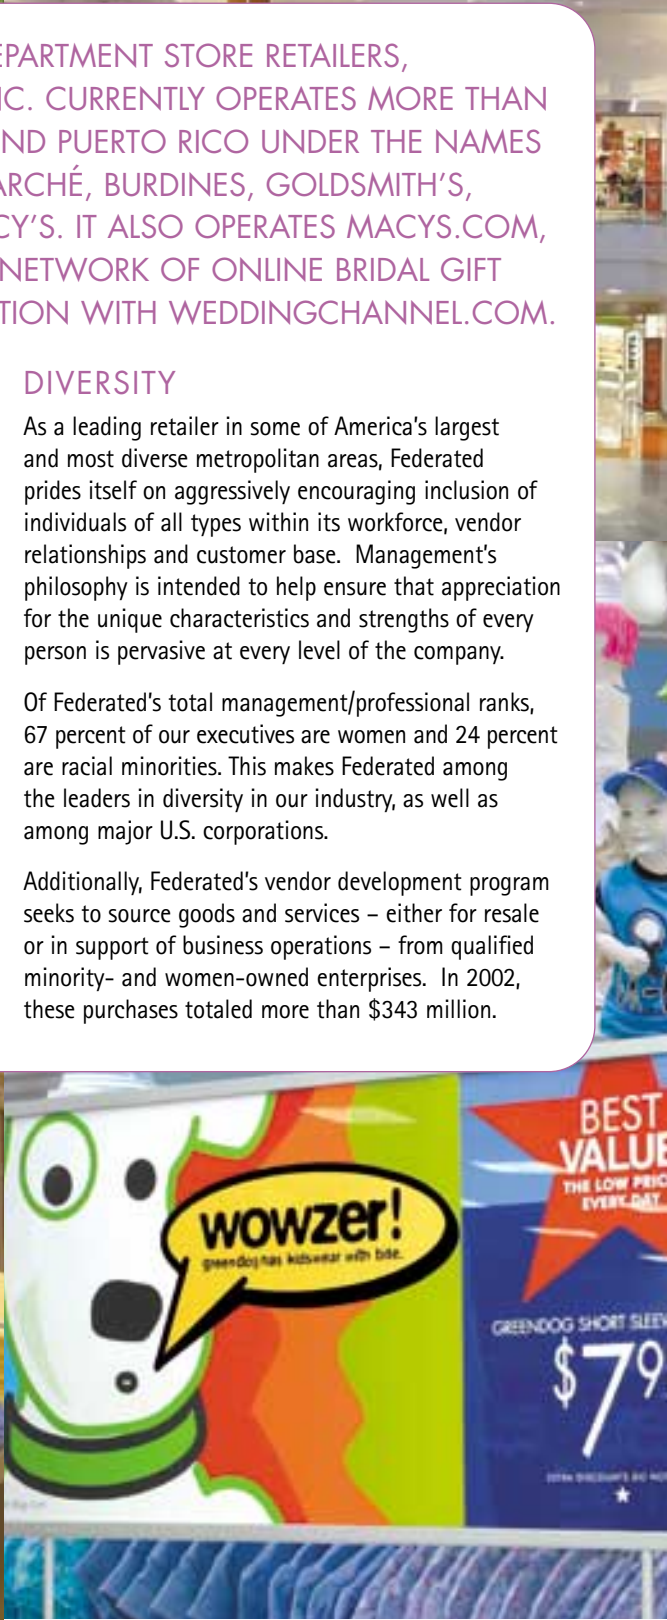 DEPARTMENT STORE RETAILERS,
CURRENTLY OPERATES MORE THAN
PUERTO RICO UNDER THE NAMES
BURDINES, GOLDSMITH'S,
IT ALSO OPERATES MACYS.COM,
NETWORK OF ONLINE BRIDAL GIFT
WITH WEDDINGCHANNEL.COM.
DIVERSITY
As a leading retailer in some of America's largest
and most diverse metropolitan areas, Federated
prides itself on aggressively encouraging inclusion of
individuals of all types within its workforce, vendor
relationships and customer base. Management's
philosophy is intended to help ensure that appreciation
for the unique characteristics and strengths of every
person is pervasive at every level of the company.
Of Federated's total management/professional ranks,
67 percent of our executives are women and 24 percent
are racial minorities. This makes Federated among
the leaders in diversity in our industry, as well as
among major U.S. corporations.
Additionally, Federated's vendor development program
seeks to source goods and services – either for resale
or in support of business operations – from qualified
minority- and women-owned enterprises. In 2002,
these purchases totaled more than $343 million.
wowzer!
greendog has kidswear with bite.
BEST
VALUE
THE LOW PRICE
EVERY DAY
GREENDOG SHORT
$79